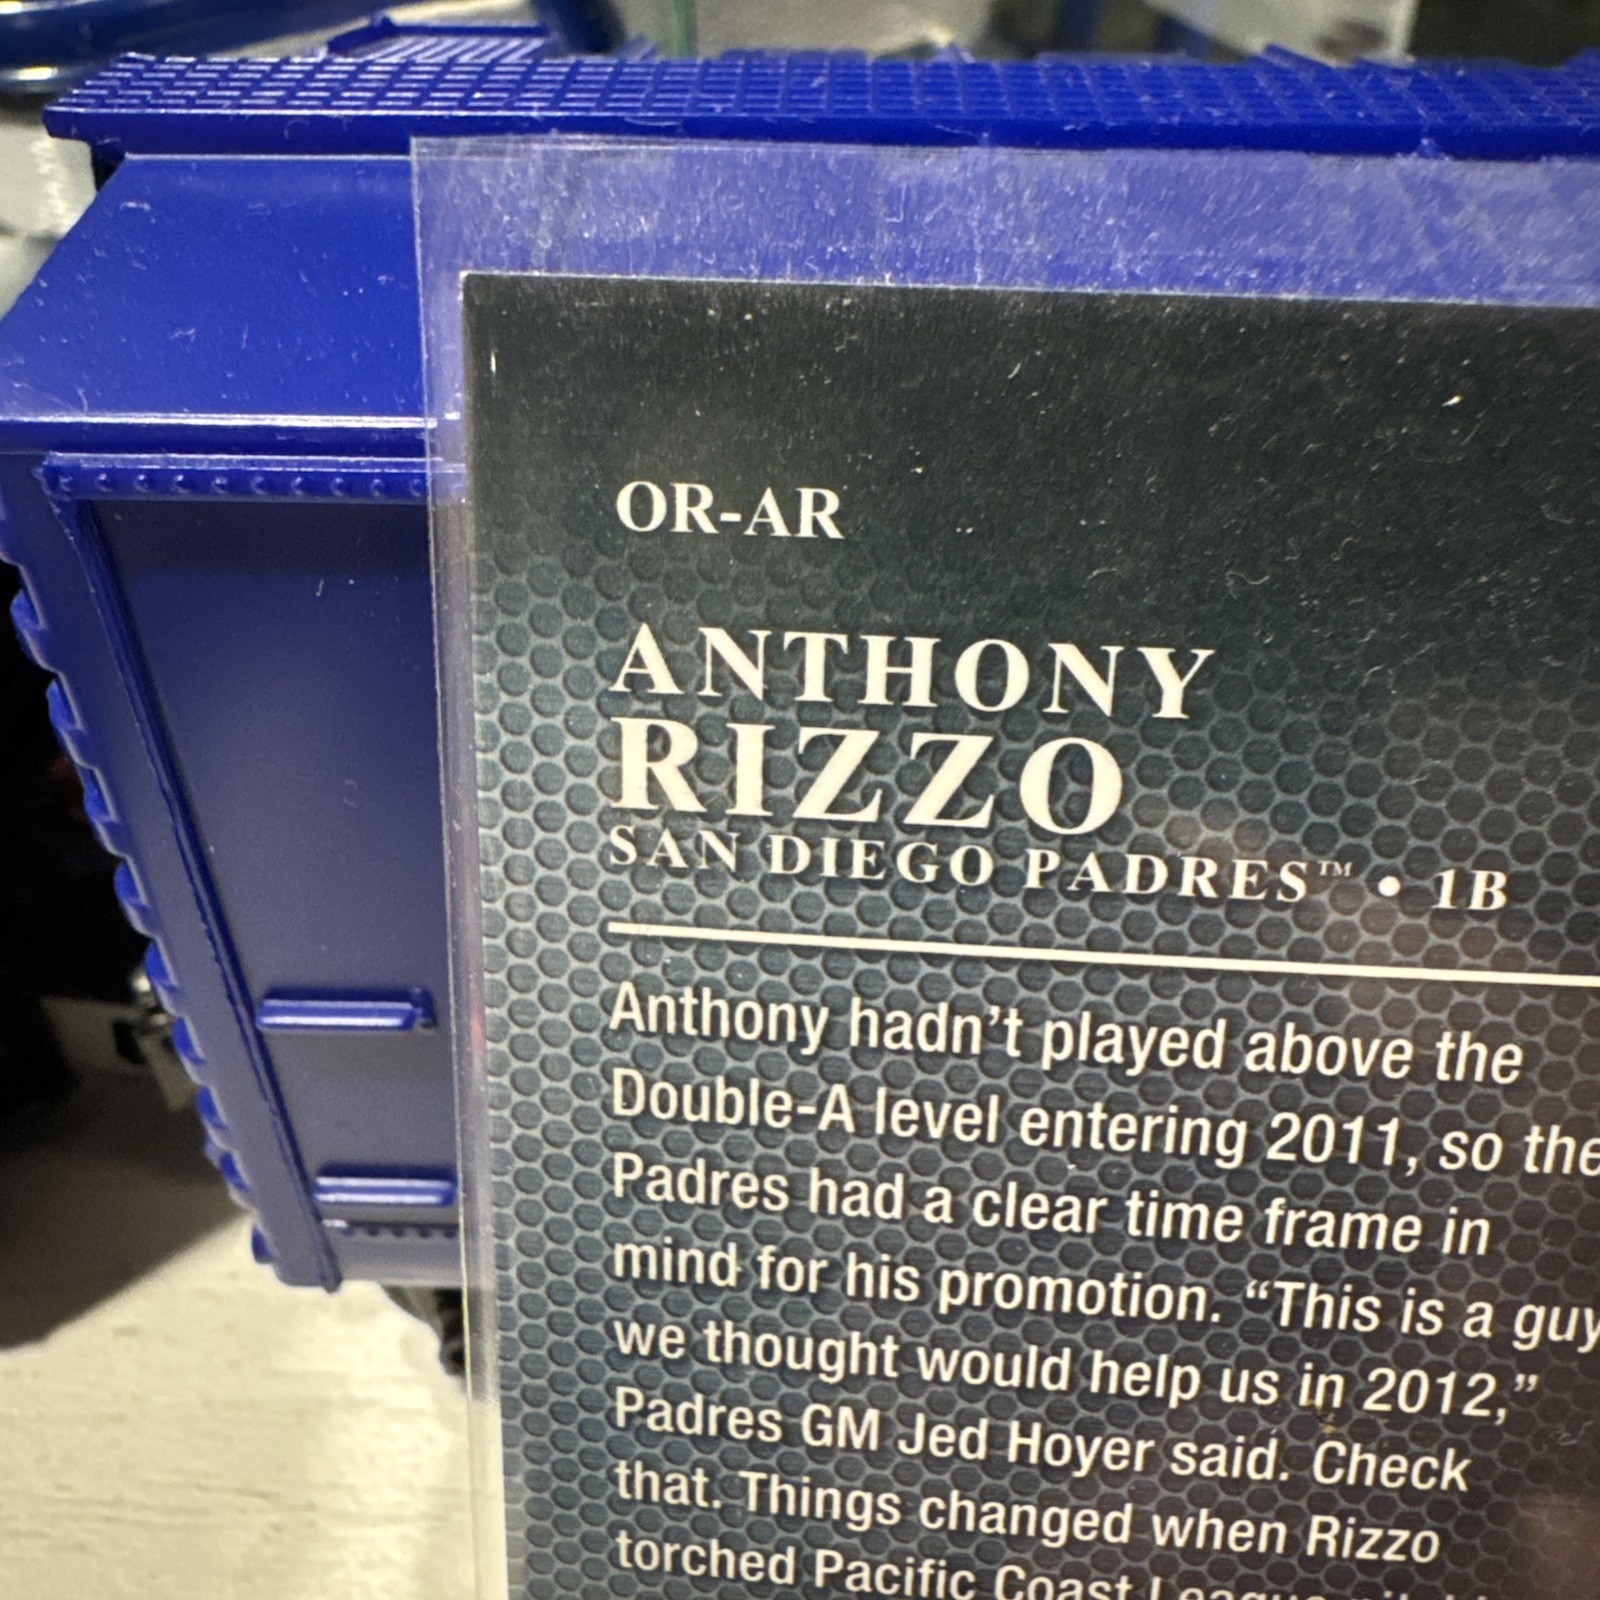 OR-AR
ANTHONY
RIZZO
SAN DIEGO PADRES™ • 1B
Anthony hadn't played above the
Double-A level entering 2011, so the
Padres had a clear time frame in
mind for his promotion. “This is a guy
we thought would help us in 2012,”
Padres GM Jed Hoyer said. Check
that. Things changed when Rizzo
torched Pacific Coast League